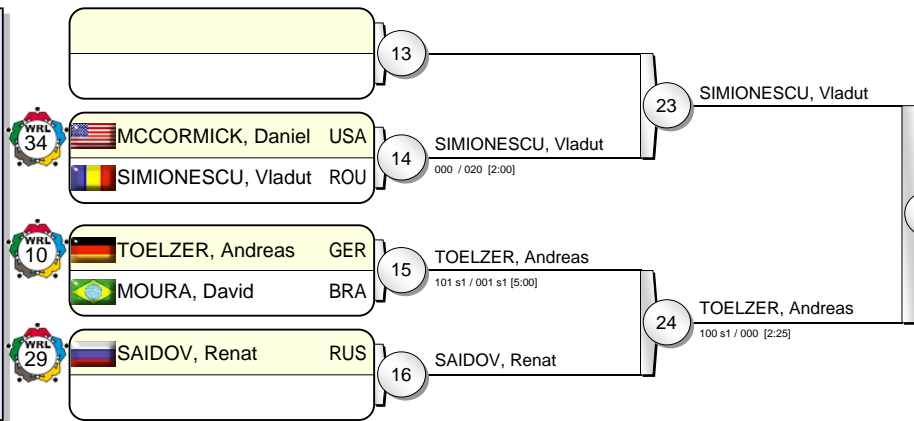 13
WRL
34
MCCORMICK, Daniel USA
SIMIONESCU, Vladut ROU
14
SIMIONESCU, Vladut
000 / 020 [2:00]
23
SIMIONESCU, Vladut
WRL
10
TOELZER, Andreas GER
MOURA, David BRA
15
TOELZER, Andreas
101 s1 / 001 s1 [5:00]
WRL
29
SAIDOV, Renat RUS
16
SAIDOV, Renat
24
TOELZER, Andreas
100 s1 / 000 [2:25]